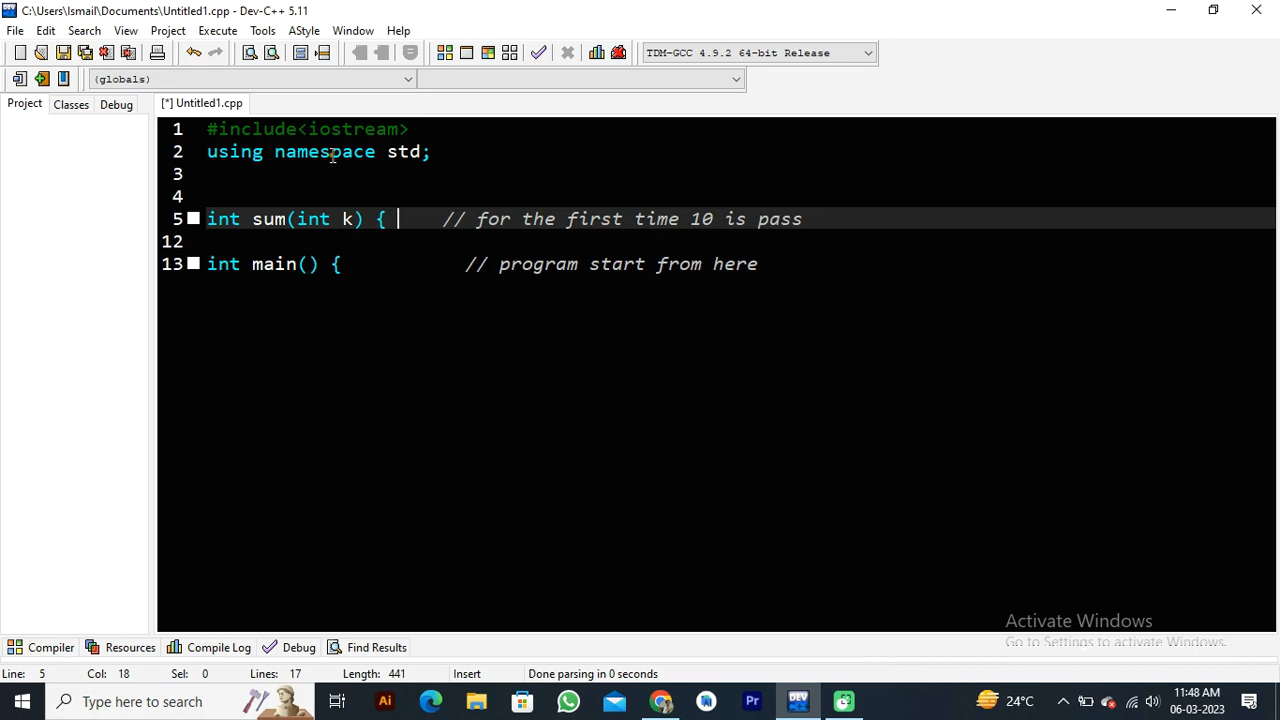 C:\Users\Ismail\Documents\Untitled1.cpp - Dev-C++ 5.11
File Edit Search View Project Execute Tools AStyle Window Help
TDM-GCC 4.9.2 64-bit Release
(globals)
Project Classes Debug [*] Untitled1.cpp
1 #include<iostream>
2 using namespace std;
3
4
5 int sum(int k) { // for the first time 10 is pass
12
13 int main() { // program start from here
Activate Windows
Go to Settings to activate Windows.
Compiler Resources Compile Log Debug Find Results
Line: 5 Col: 18 Sel: 0 Lines: 17 Length: 441 Insert Done parsing in 0 seconds
Type here to search Ai Pr DEV 24°C 11:48 AM
06-03-2023